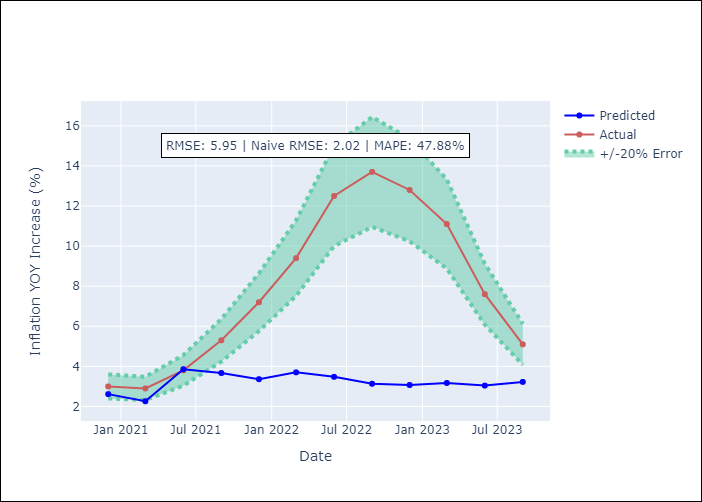 Predicted
Actual
+/-20% Error
RMSE: 5.95 | Naive RMSE: 2.02 | MAPE: 47.88%
Inflation YOY Increase (%)
16
14
12
10
8
6
4
2
Jan 2021 Jul 2021 Jan 2022 Jul 2022 Jan 2023 Jul 2023
Date